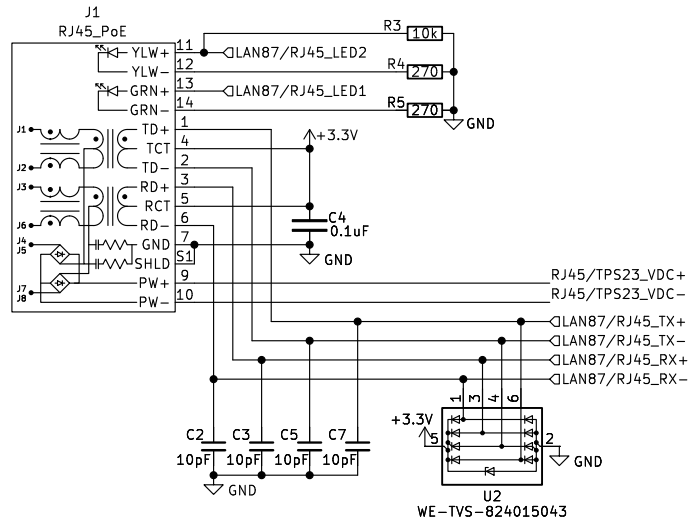 J1
RJ45_PoE
YLW+ 11 LAN87/RJ45_LED2
R3 10k
YLW- 12
R4 270
GRN+ 13 LAN87/RJ45_LED1
GRN- 14
R5 270
GND
J1
TD+ 1
+3.3V
TCT 4
J2
TD- 2
J3
RD+ 3
RCT 5
C4
0.1uF
J6
RD- 6
J4
J5
GND 7
GND
SHLD S1
PW+ 9
RJ45/TPS23_VDC+
J7
J8
PW- 10
RJ45/TPS23_VDC-
LAN87/RJ45_TX+
LAN87/RJ45_TX-
LAN87/RJ45_RX+
LAN87/RJ45_RX-
1 3 4 6
+3.3V
C2 C3 C5 C7
5 2
10pF 10pF 10pF 10pF
GND
GND
U2
WE-TVS-824015043